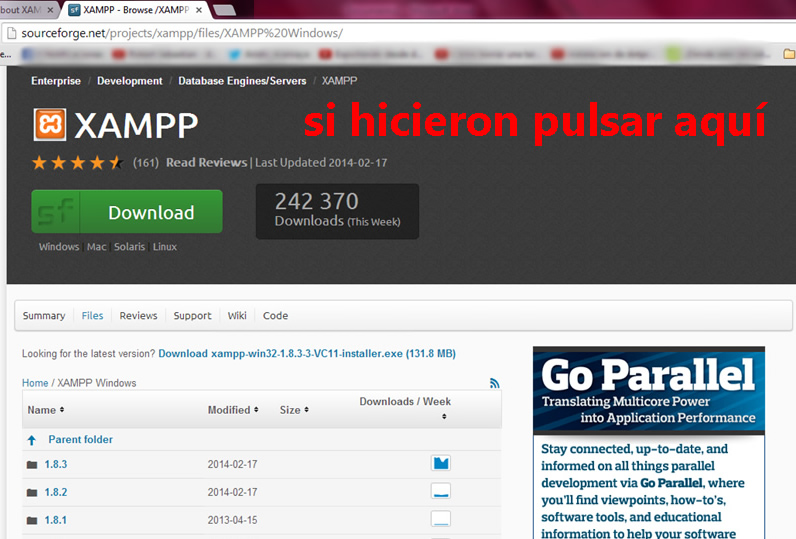 bout XAM
XAMPP - Browse /XAMPP
sourceforge.net/projects/xampp/files/XAMPP%20Windows/
Enterprise / Development / Database Engines/Servers / XAMPP
XAMPP
si hicieron pulsar aquí
(161) Read Reviews | Last Updated 2014-02-17
sf Download
242 370
Downloads (This Week)
Windows Mac Solaris Linux
Summary Files Reviews Support Wiki Code
Looking for the latest version? Download xampp-win32-1.8.3-3-VC11-installer.exe (131.8 MB)
Home / XAMPP Windows
Name Modified Size Downloads / Week
Parent folder
1.8.3 2014-02-17
1.8.2 2014-02-17
1.8.1 2013-04-15
Go Parallel
Translating Multicore Power
into Application Performance
Stay connected, up-to-date, and
informed on all things parallel
development via Go Parallel, where
you'll find viewpoints, how-to's,
software tools, and educational
information to help your software